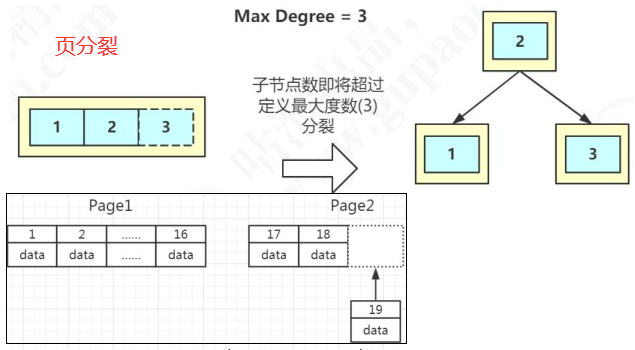 Max Degree = 3
页分裂
子节点数即将超过
定义最大度数(3)
分裂
1 2 3
2
1 3
Page1 Page2
1 2 ...... 16 17 18
data data ...... data data data
19
data